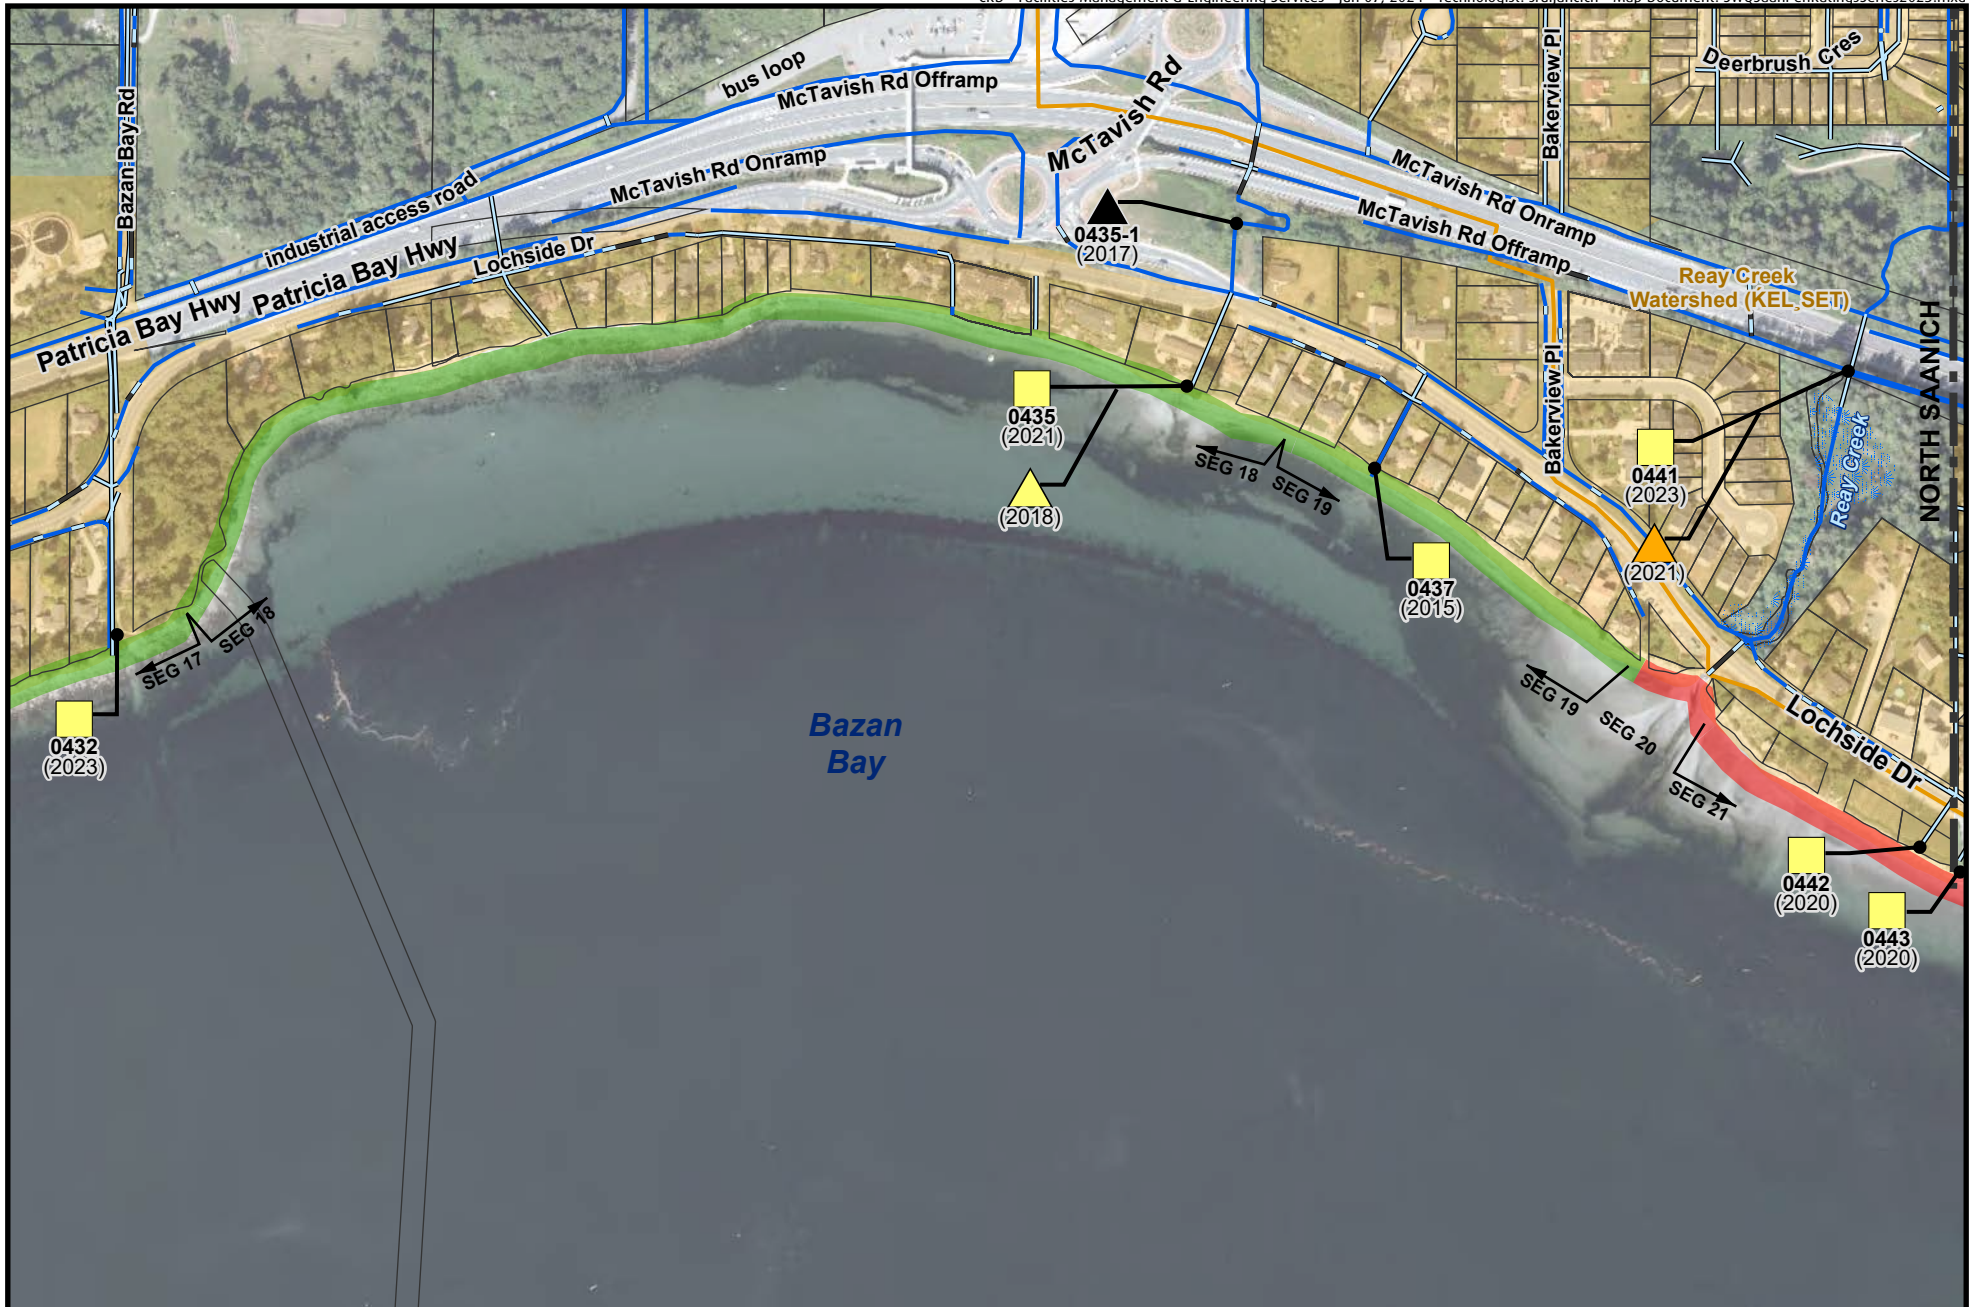 Deerbrush Cres
Bakerview Pl
bus loop
McTavish Rd Offramp
McTavish Rd
Bazan Bay Rd
McTavish Rd Onramp
McTavish Rd Onramp
industrial access road
0435-1
(2017)
McTavish Rd Offramp
Lochside Dr
Patricia Bay Hwy
Patricia Bay Hwy
Reay Creek
Watershed (KEL_SET)
NORTH SAANICH
Bakerview Pl
0435
(2021)
SEG 18
SEG 19
0441
(2023)
Reay Creek
(2018)
0437
(2015)
(2021)
SEG 17
SEG 18
SEG 19
SEG 20
SEG 21
Lochside Dr
0432
(2023)
Bazan
Bay
0442
(2020)
0443
(2020)